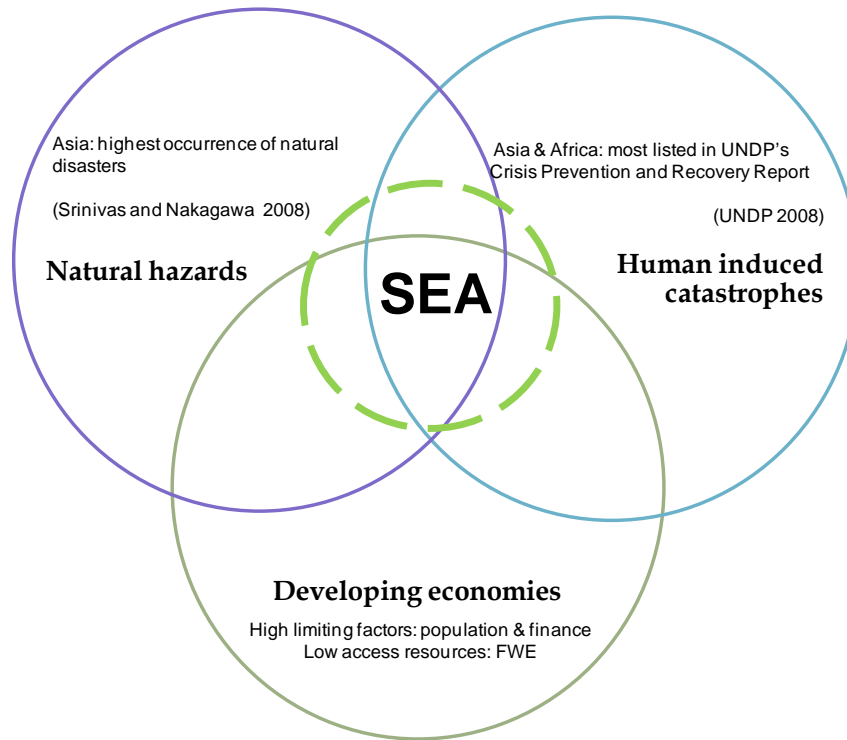 Asia: highest occurrence of natural
disasters
(Srinivas and Nakagawa 2008)
Natural hazards
Asia & Africa: most listed in UNDP's
Crisis Prevention and Recovery Report
(UNDP 2008)
Human induced
catastrophes
SEA
Developing economies
High limiting factors: population & finance
Low access resources: FWE